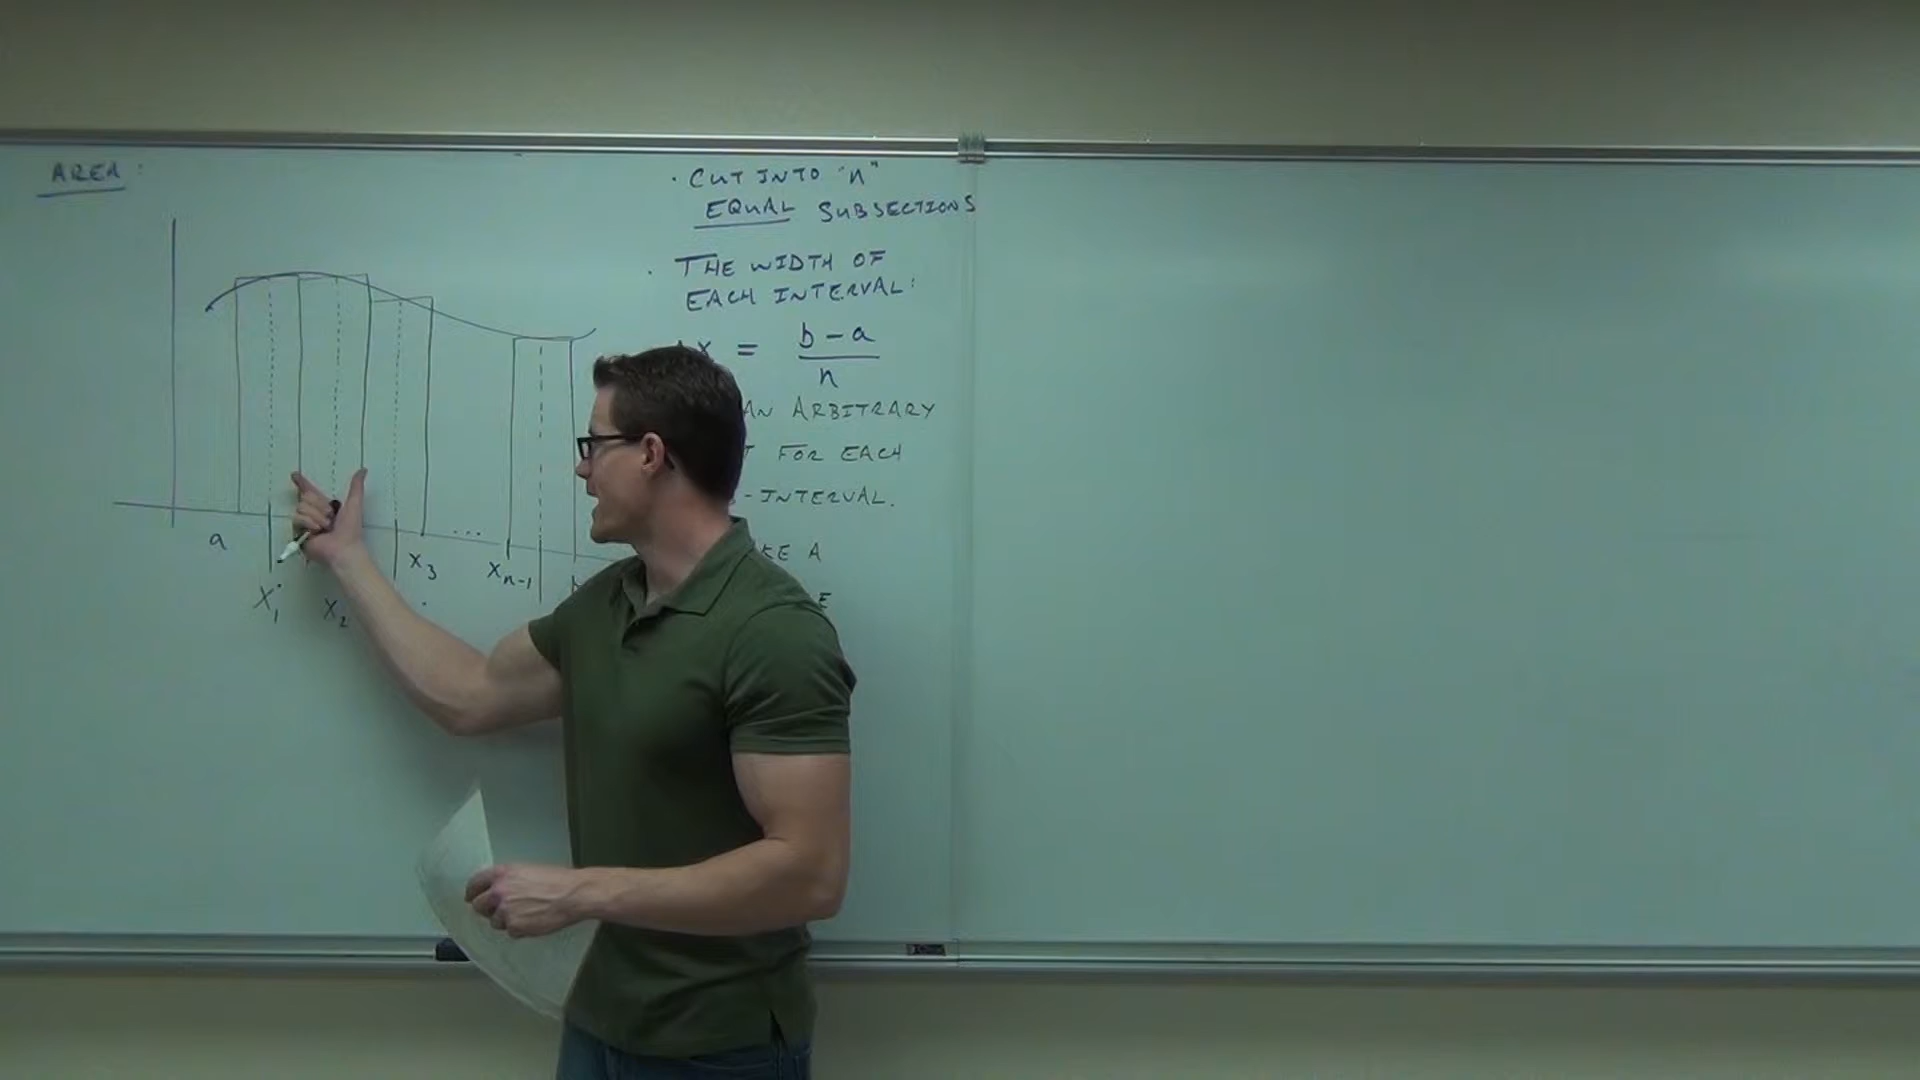 AREA:
• CUT INTO "n"
EQUAL SUBSECTIONS
• THE WIDTH OF
EACH INTERVAL:
ΔX = b-a
n
AN ARBITRARY
FOR EACH
-INTERVAL.
A
a
X3 ... Xn-1
X1 X2